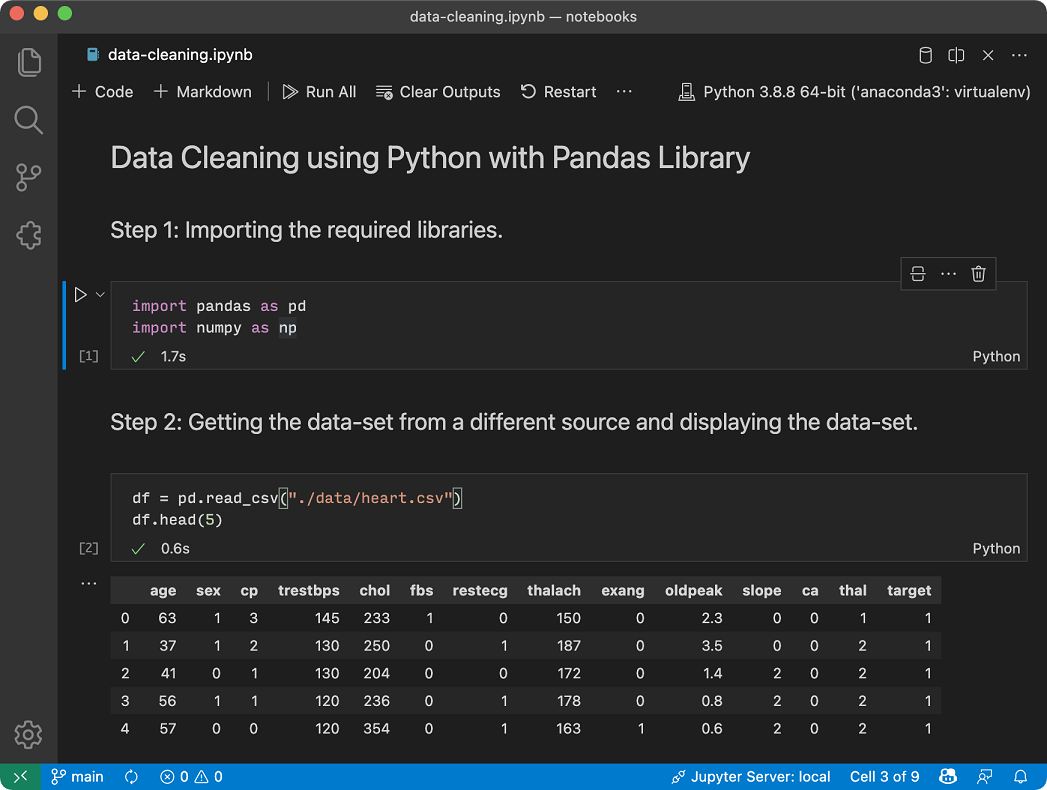 data-cleaning.ipynb — notebooks
data-cleaning.ipynb
Code Markdown Run All Clear Outputs Restart ··· Python 3.8.8 64-bit ('anaconda3': virtualenv)
Data Cleaning using Python with Pandas Library
Step 1: Importing the required libraries.
import pandas as pd
import numpy as np
[1] 1.7s Python
Step 2: Getting the data-set from a different source and displaying the data-set.
df = pd.read_csv("./data/heart.csv")
df.head(5)
[2] 0.6s Python
age sex cp trestbps chol fbs restecg thalach exang oldpeak slope ca thal target
0 63 1 3 145 233 1 0 150 0 2.3 0 0 1 1
1 37 1 2 130 250 0 1 187 0 3.5 0 0 2 1
2 41 0 1 130 204 0 0 172 0 1.4 2 0 2 1
3 56 1 1 120 236 0 1 178 0 0.8 2 0 2 1
4 57 0 0 120 354 0 1 163 1 0.6 2 0 2 1
main 0 0 Jupyter Server: local Cell 3 of 9